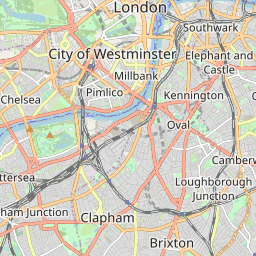 London
Southwark
City of Westminster
Elephant and
Castle
Millbank
Pimlico
Kennington
Chelsea
Oval
Camberw
ttersea
Loughborough
Junction
ham Junction
Clapham
Brixton